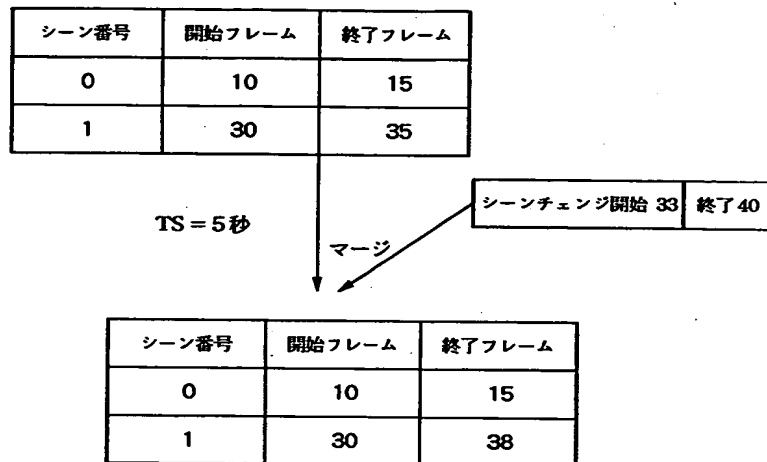 シーン番号 開始フレーム 終了フレーム
0 10 15
1 30 35
シーンチェンジ開始 33 終了40
TS=5秒
マージ
シーン番号 開始フレーム 終了フレーム
0 10 15
1 30 38